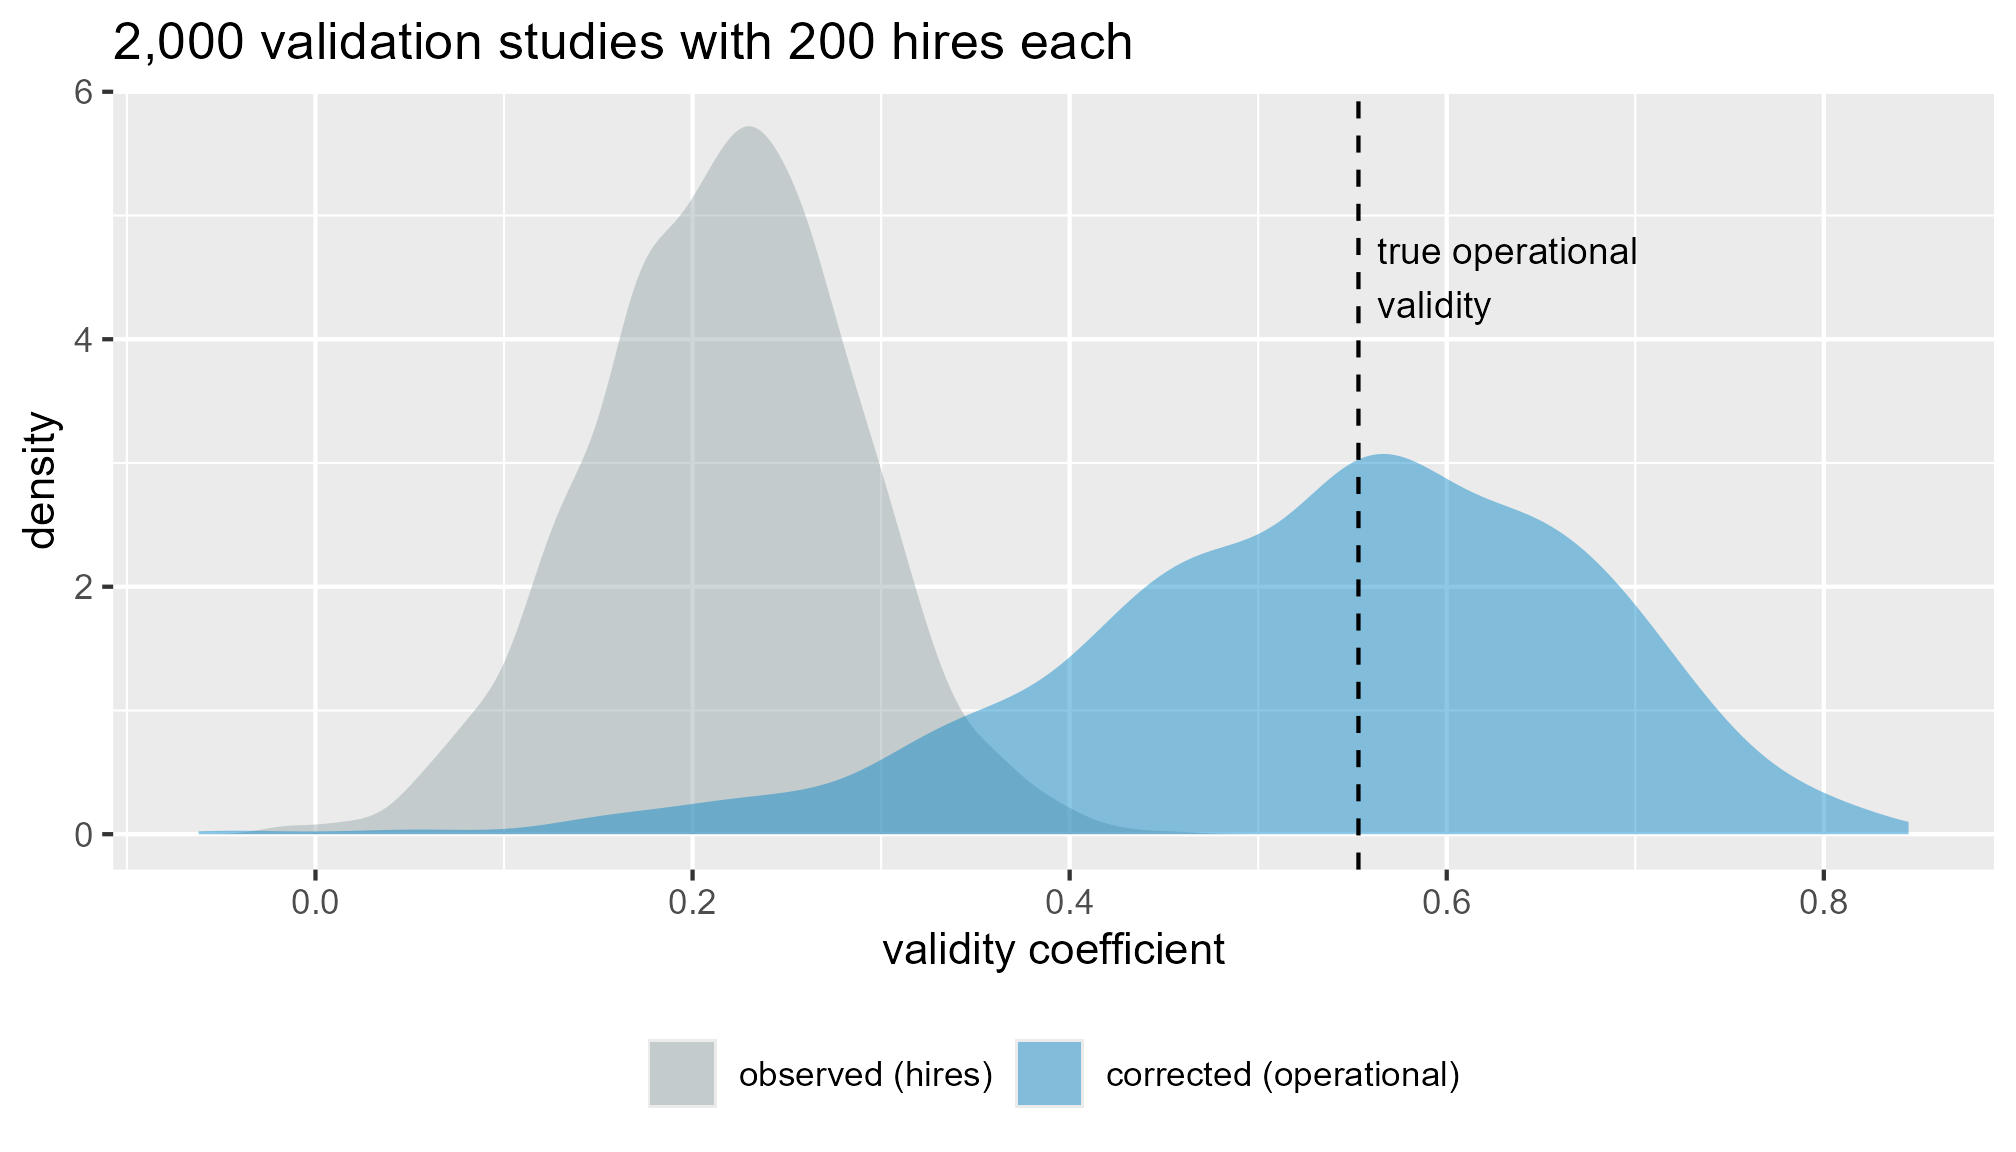 2,000 validation studies with 200 hires each
6
4
2
0
density
true operational
validity
0.0
0.2
0.4
0.6
0.8
validity coefficient
observed (hires)
corrected (operational)